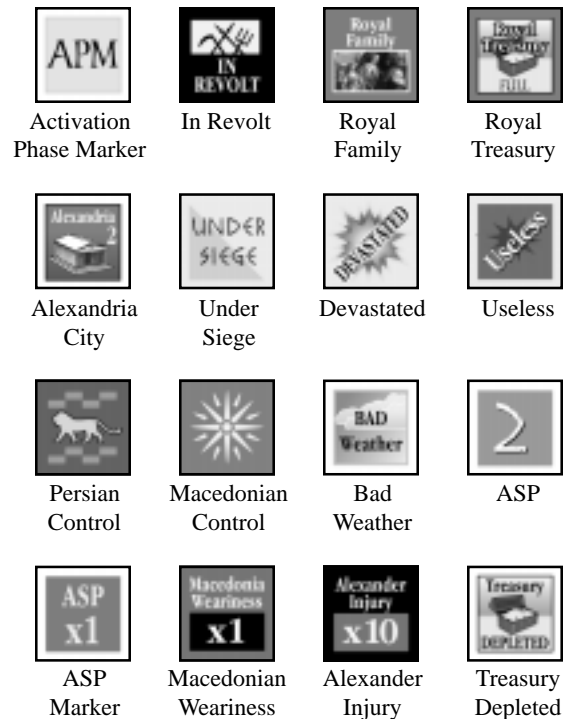 APM
IN
REVOLT
Royal
Family
Royal
Treasury
FULL
Activation
Phase Marker
In Revolt
Royal
Family
Royal
Treasury
Alexandria
2
UNDER
SIEGE
DEVASTATED
Useless
Alexandria
City
Under
Siege
Devastated
Useless
BAD
Weather
2
Persian
Control
Macedonian
Control
Bad
Weather
ASP
ASP
x1
Macedonia
Weariness
x1
Alexander
Injury
x10
Treasury
DEPLETED
ASP
Marker
Macedonian
Weariness
Alexander
Injury
Treasury
Depleted